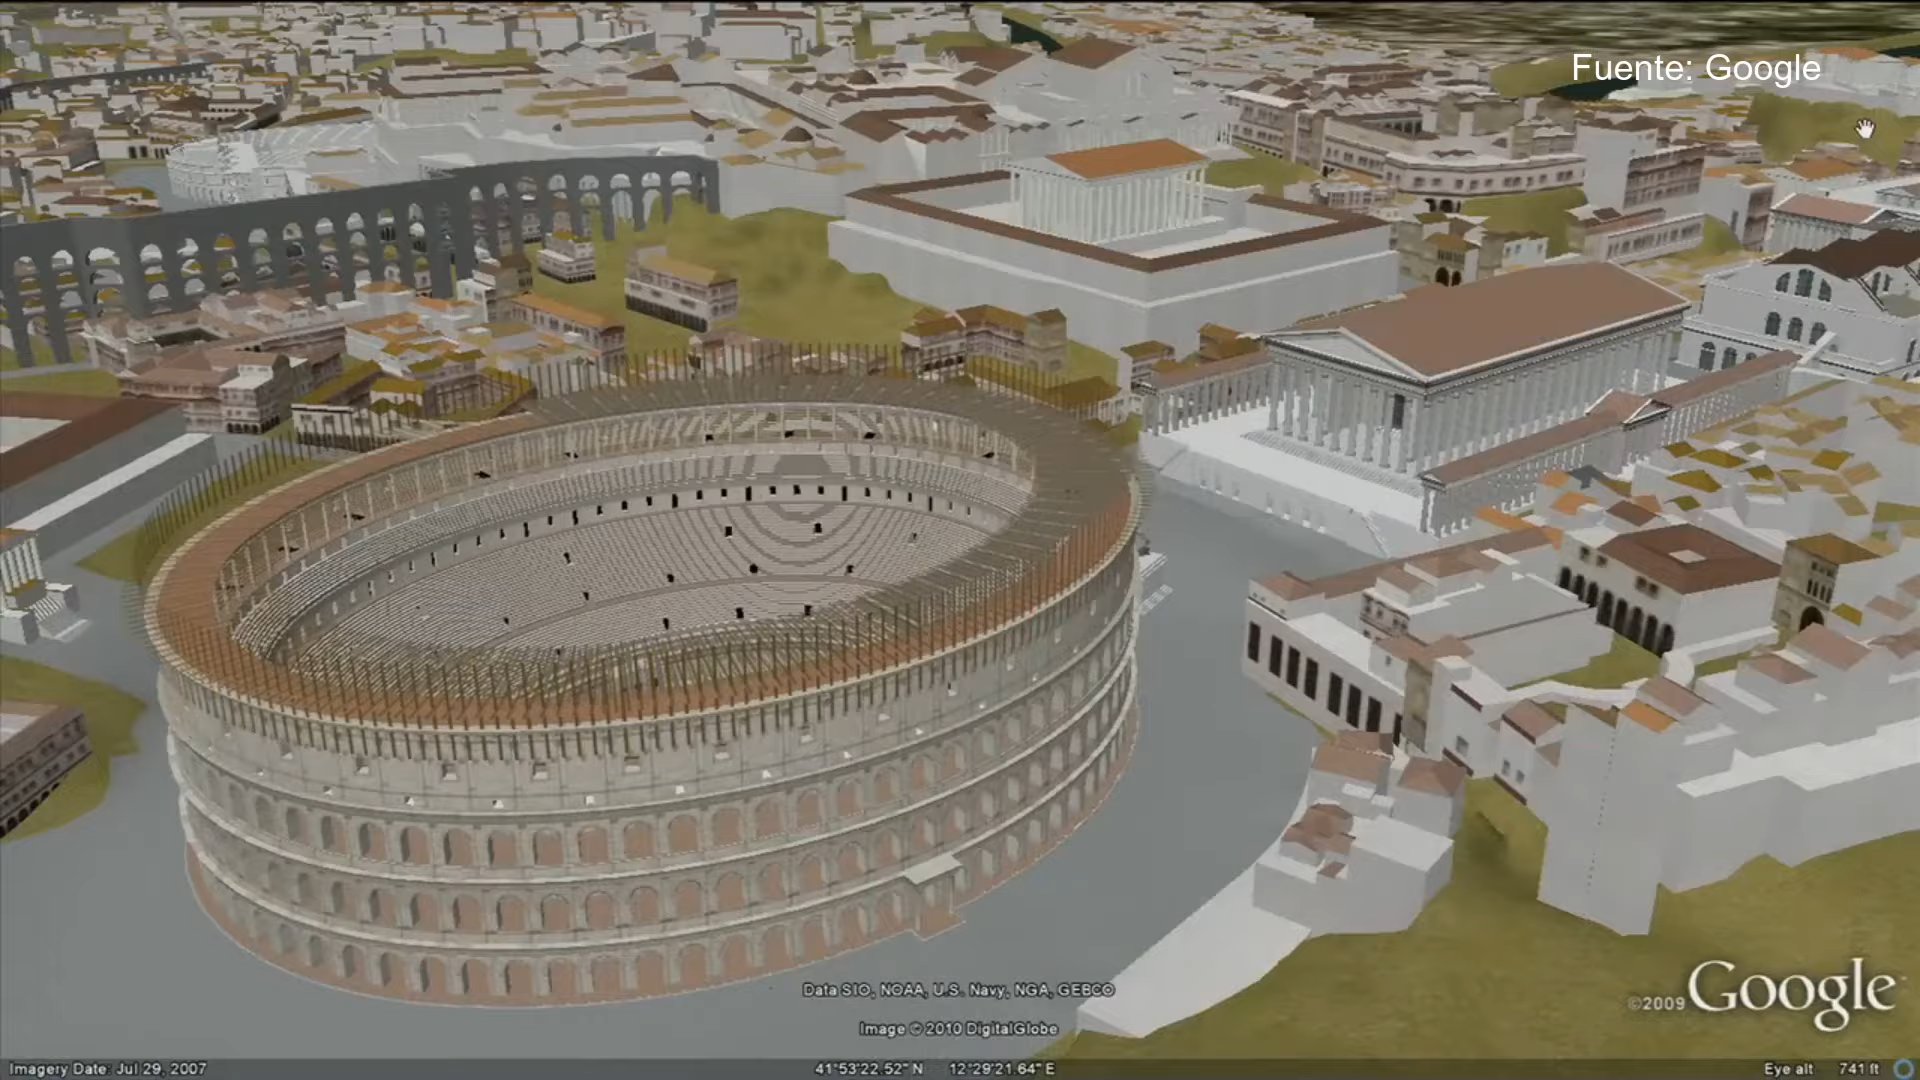 Fuente: Google
Data SIO, NOAA, U.S. Navy, NGA, GEBCO
©2009 Google
Image © 2010 DigitalGlobe
Imagery Date: Jul 29, 2007
41°53'22.52" N 12°29'21.64" E
Eye alt 741 ft